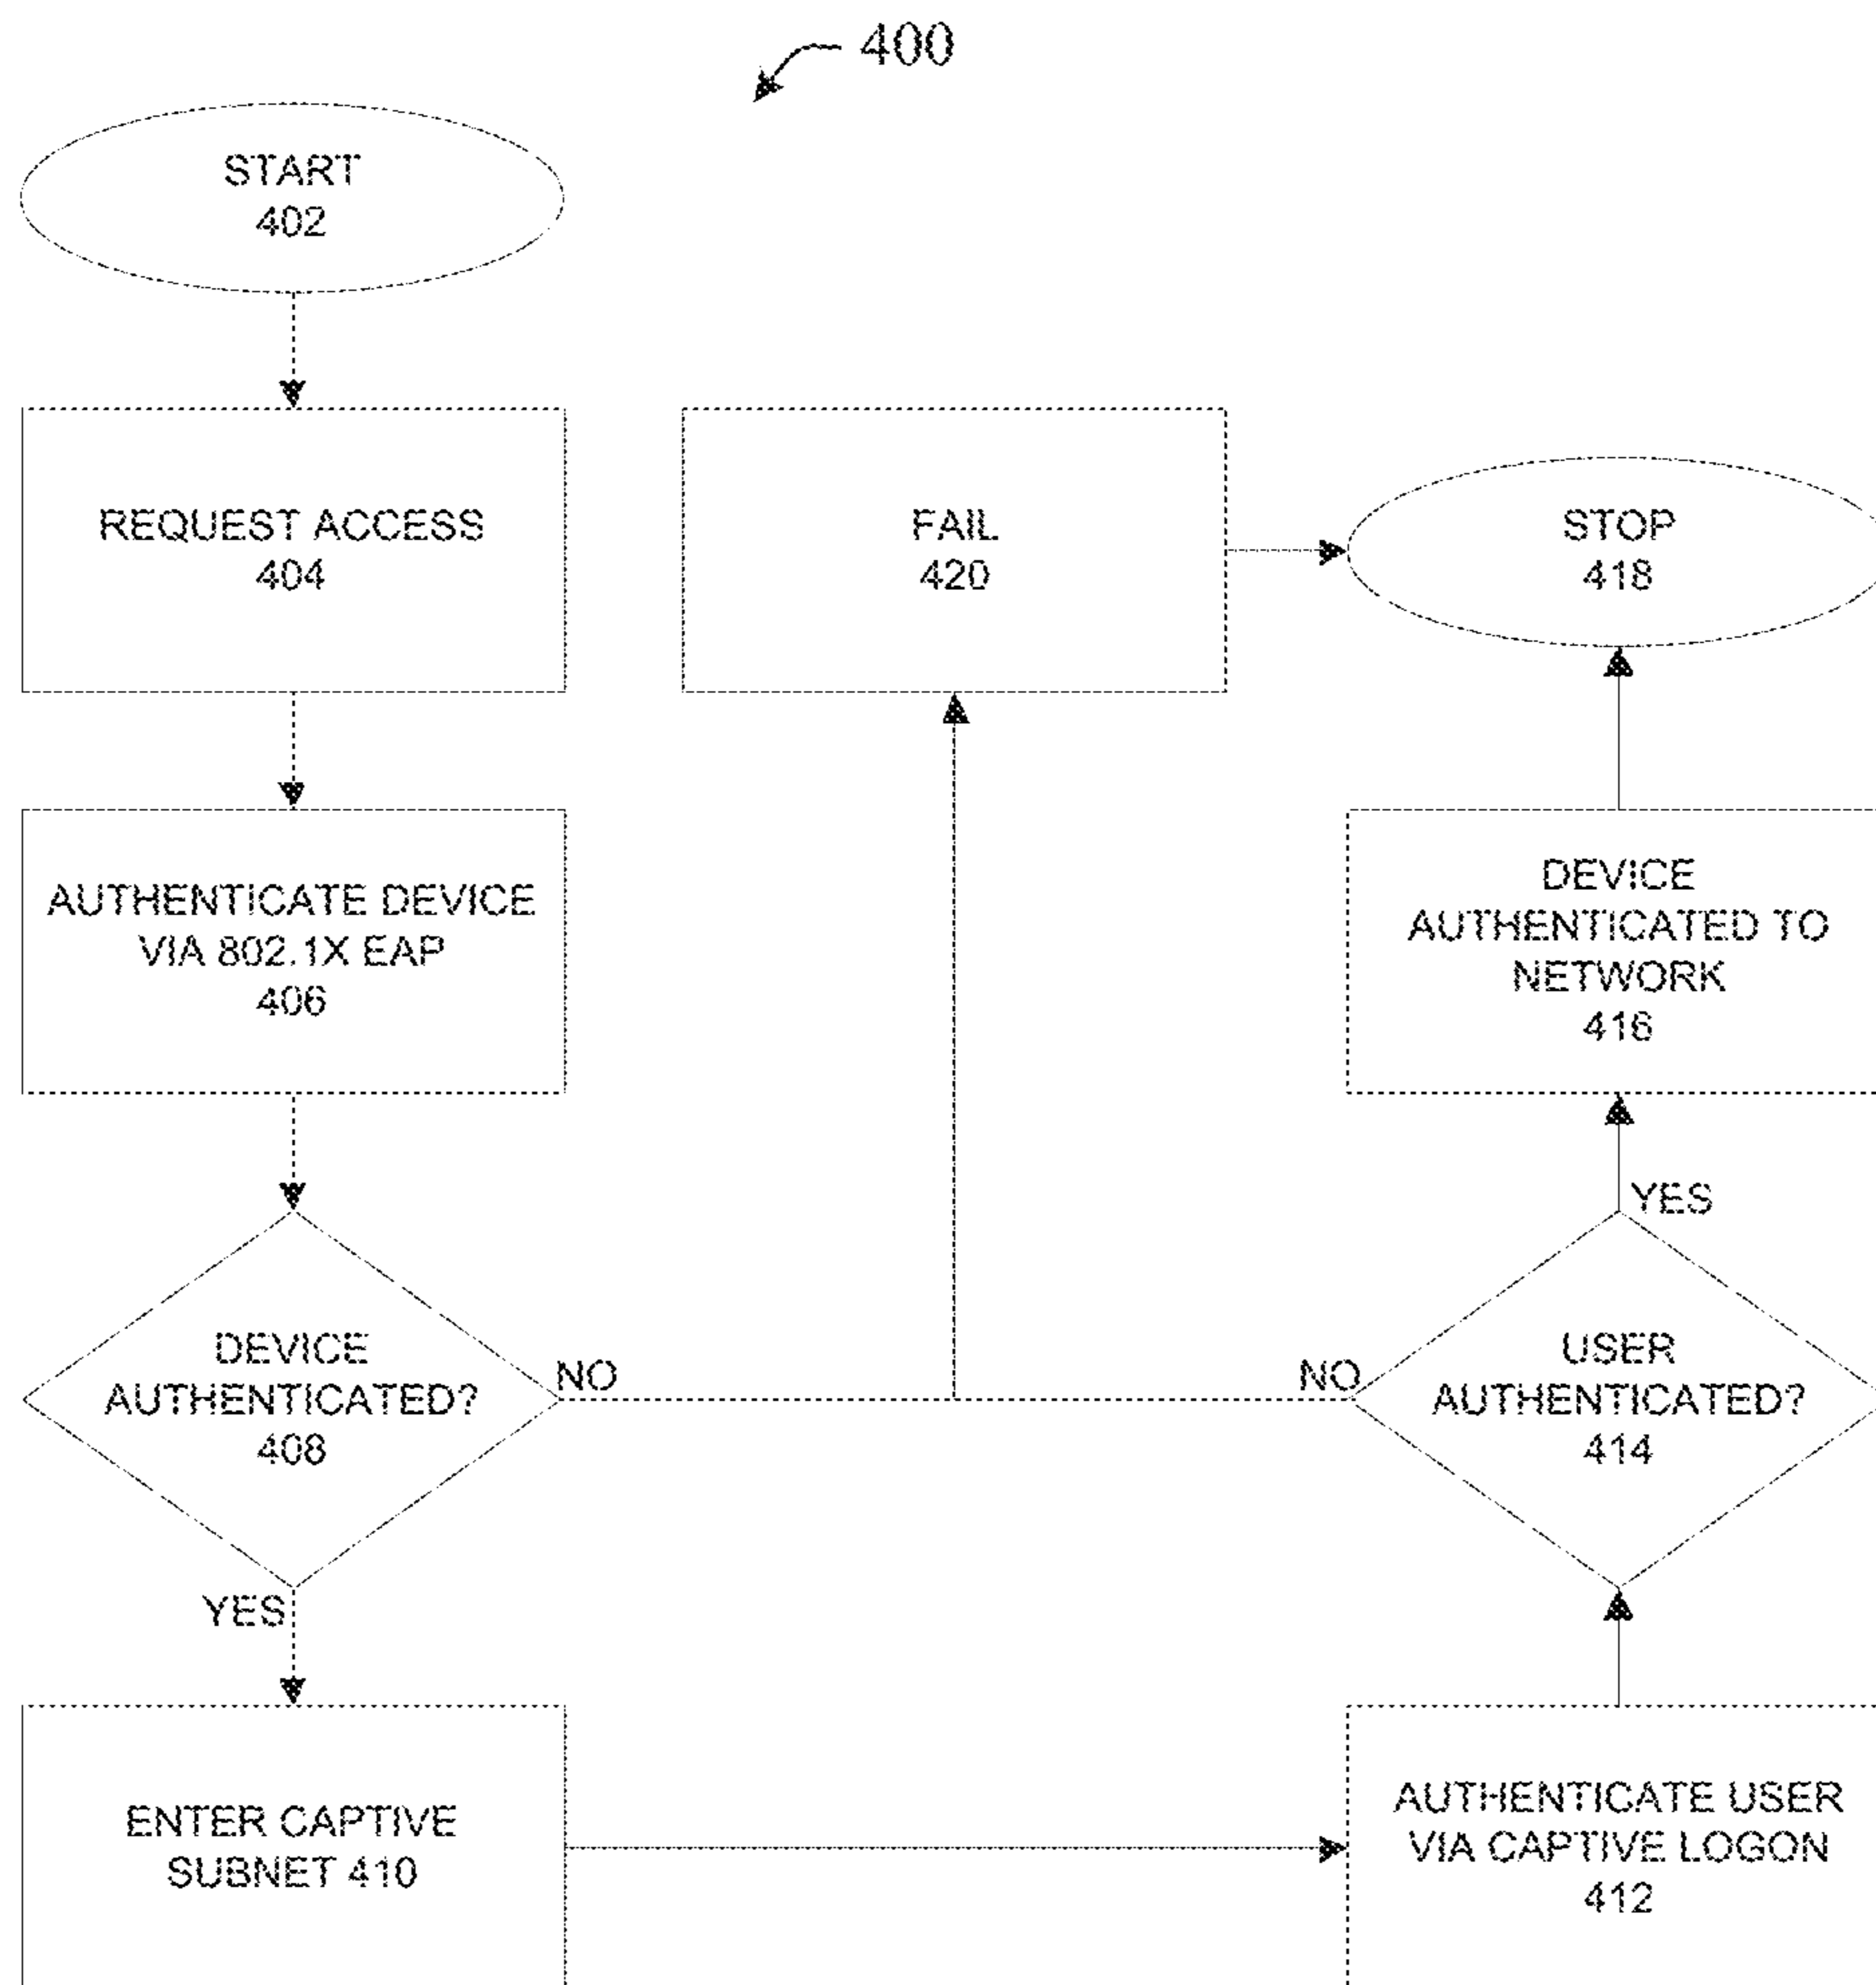 400
START
402
REQUEST ACCESS
404
FAIL
420
STOP
418
AUTHENTICATE DEVICE
VIA 802.1X EAP
406
DEVICE
AUTHENTICATED TO
NETWORK
416
YES
DEVICE
AUTHENTICATED?
408
NO
NO
USER
AUTHENTICATED?
414
YES
ENTER CAPTIVE
SUBNET 410
AUTHENTICATE USER
VIA CAPTIVE LOGON
412